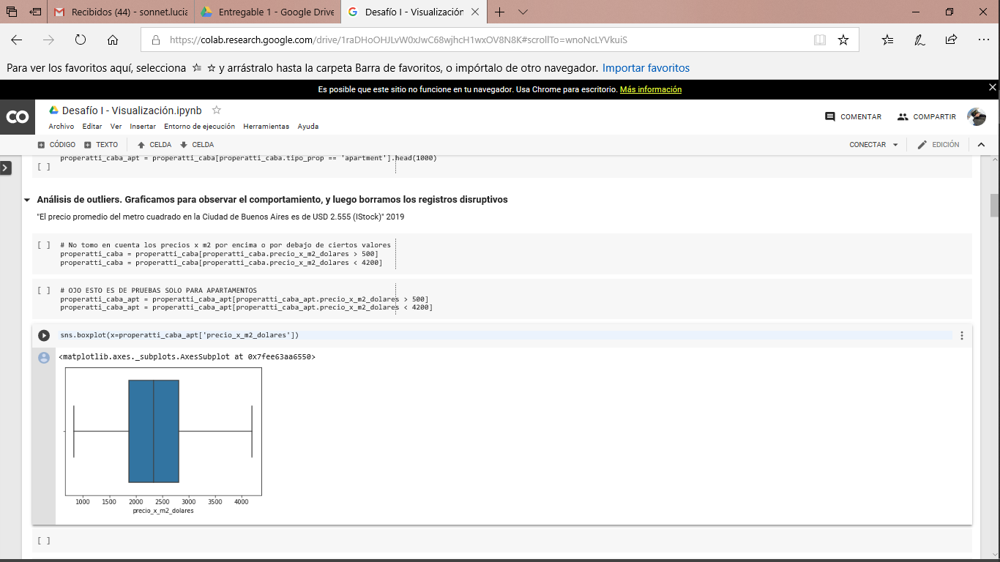 Recibidos (44) - sonnet.lucia
Entregable 1 - Google Drive
Desafío I - Visualización
https://colab.research.google.com/drive/1raDHoOHJLvW0xJwC68wjhcH1wxOV8N8K#scrollTo=wnoNcLYVkuiS
Para ver los favoritos aquí, selecciona y arrástralo hasta la carpeta Barra de favoritos, o impórtalo de otro navegador. Importar favoritos
Es posible que este sitio no funcione en tu navegador. Usa Chrome para escritorio. Más información
CO
Desafío I - Visualización.ipynb
Archivo Editar Ver Insertar Entorno de ejecución Herramientas Ayuda
COMENTAR COMPARTIR
CÓDIGO TEXTO CELDA CELDA
CONECTAR EDICIÓN
properatti_caba_apt = properatti_caba[properatti_caba.tipo_prop == 'apartment'].head(1000)
[ ]
Análisis de outliers. Graficamos para observar el comportamiento, y luego borramos los registros disruptivos
"El precio promedio del metro cuadrado en la Ciudad de Buenos Aires es de USD 2.555 (IStock)" 2019
[ ] # No tomo en cuenta los precios x m2 por encima o por debajo de ciertos valores
properatti_caba = properatti_caba[properatti_caba.precio_x_m2_dolares > 500]
properatti_caba = properatti_caba[properatti_caba.precio_x_m2_dolares < 4200]
[ ] # OJO ESTO ES DE PRUEBAS SOLO PARA APARTAMENTOS
properatti_caba_apt = properatti_caba_apt[properatti_caba_apt.precio_x_m2_dolares > 500]
properatti_caba_apt = properatti_caba_apt[properatti_caba_apt.precio_x_m2_dolares < 4200]
sns.boxplot(x=properatti_caba_apt['precio_x_m2_dolares'])
<matplotlib.axes._subplots.AxesSubplot at 0x7fee63aa6550>
1000 1500 2000 2500 3000 3500 4000
precio_x_m2_dolares
[ ]